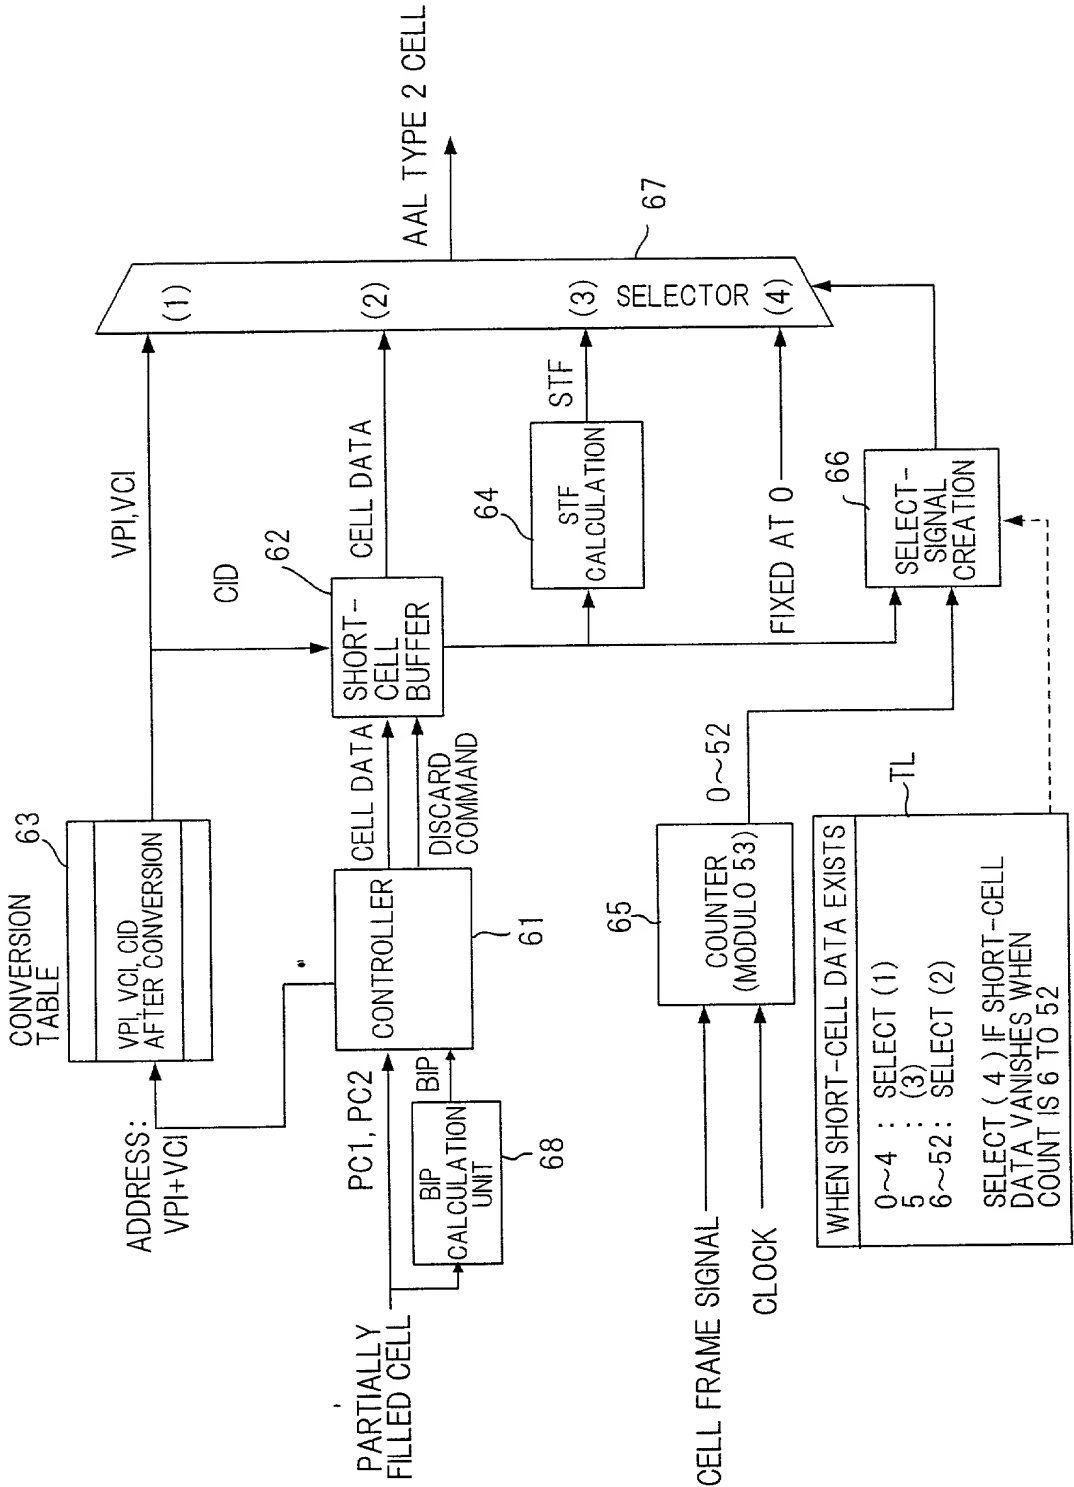 CONVERSION
TABLE
63
VPI, VCI, CID
AFTER CONVERSION
ADDRESS:
VPI+VCI
VPI,VCI
CID
(1)
PARTIALLY
FILLED CELL
PC1, PC2
BIP
CALCULATION
UNIT
68
BIP
CONTROLLER
61
CELL DATA
DISCARD
COMMAND
SHORT-
CELL
BUFFER
62
CELL DATA
(2)
64
STF
CALCULATION
STF
(3)
SELECTOR
67
AAL TYPE 2 CELL
FIXED AT 0
(4)
CELL FRAME SIGNAL
CLOCK
65
COUNTER
(MODULO 53)
0~52
66
SELECT-
SIGNAL
CREATION
TL
WHEN SHORT-CELL DATA EXISTS
0~4 : SELECT (1)
5 : (3)
6~52: SELECT (2)
SELECT (4) IF SHORT-CELL
DATA VANISHES WHEN
COUNT IS 6 TO 52